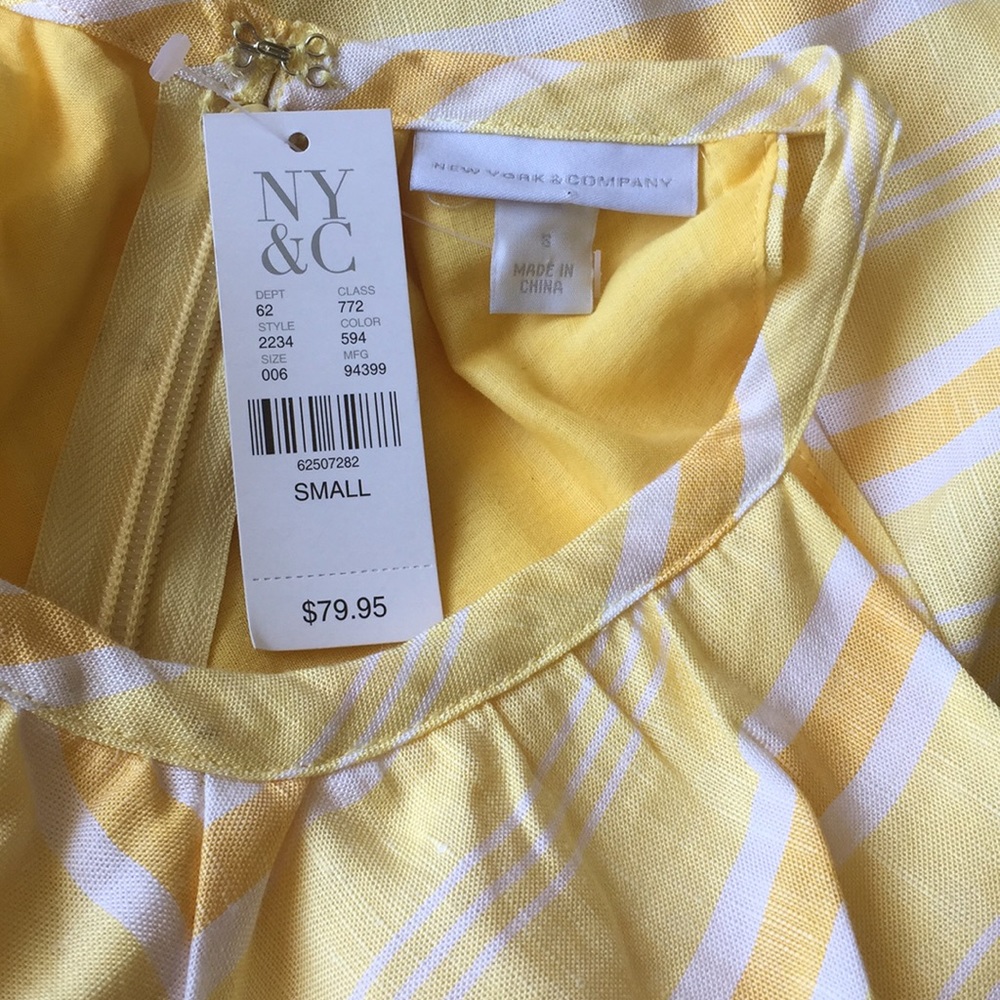 NY
&C
DEPT CLASS
62 772
STYLE COLOR
2234 594
SIZE MFG
006 94399
62507282
SMALL
$79.95
NEW YORK & COMPANY
S
MADE IN
CHINA